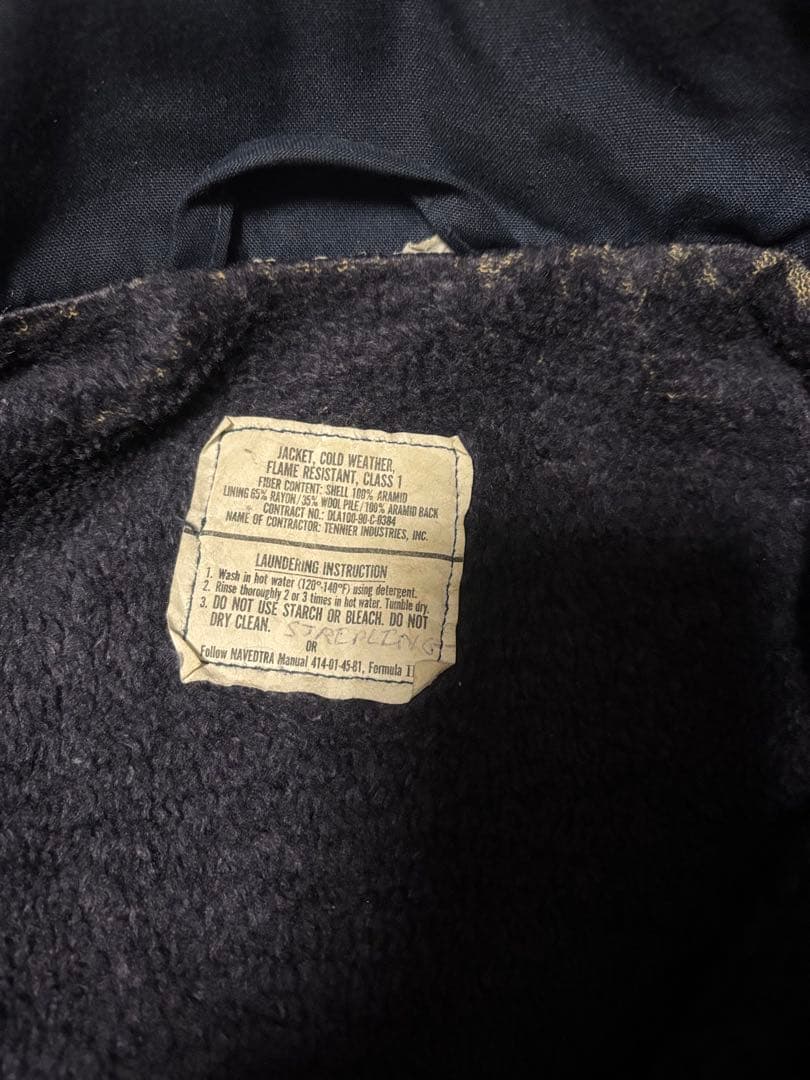 JACKET, COLD WEATHER,
FLAME RESISTANT, CLASS 1
FIBER CONTENT: SHELL 100% ARAMID
LINING 65% RAYON/35% WOOL PILE/100% ARAMID BACK
CONTRACT NO.: DLA100-90-C-0384
NAME OF CONTRACTOR: TENNIER INDUSTRIES, INC.
LAUNDERING INSTRUCTION
1. Wash in hot water (120°-140°F) using detergent.
2. Rinse thoroughly 2 or 3 times in hot water. Tumble dry.
3. DO NOT USE STARCH OR BLEACH. DO NOT
DRY CLEAN.
OR
Follow NAVEDTRA Manual 414-01-45-81, Formula II